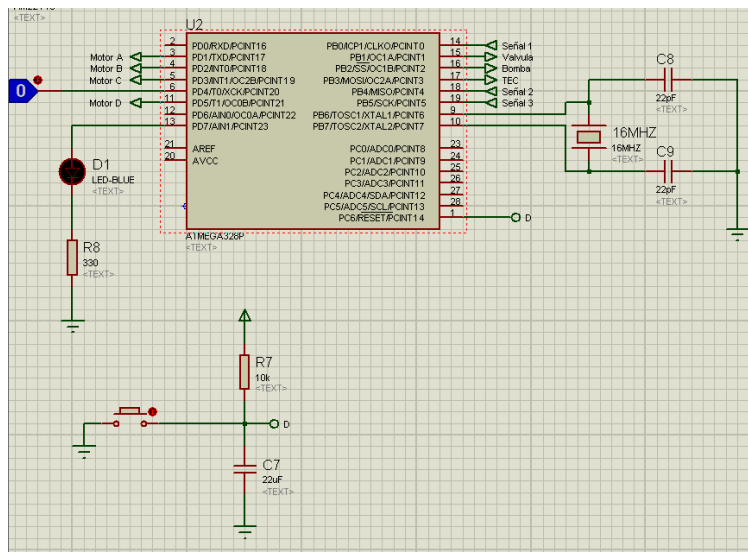 <TEXT>
U2
2 PD0/RXD/PCINT16 PB0/ICP1/CLKO/PCINT0 14 Señal 1
Motor A 3 PD1/TXD/PCINT17 PB1/OC1A/PCINT1 15 Valvula
Motor B 4 PD2/INT0/PCINT18 PB2/SS/OC1B/PCINT2 16 Bomba
Motor C 5 PD3/INT1/OC2B/PCINT19 PB3/MOSI/OC2A/PCINT3 17 TEC
0 6 PD4/T0/XCK/PCINT20 PB4/MISO/PCINT4 18 Señal 2
Motor D 11 PD5/T1/OC0B/PCINT21 PB5/SCK/PCINT5 19 Señal 3
12 PD6/AIN0/OC0A/PCINT22 PB6/TOSC1/XTAL1/PCINT6 9
13 PD7/AIN1/PCINT23 PB7/TOSC2/XTAL2/PCINT7 10
21 AREF PC0/ADC0/PCINT8 23
20 AVCC PC1/ADC1/PCINT9 24
PC2/ADC2/PCINT10 25
PC3/ADC3/PCINT11 26
PC4/ADC4/SDA/PCINT12 27
PC5/ADC5/SCL/PCINT13 28
PC6/RESET/PCINT14 1 D
ATMEGA328P
<TEXT>
C8
22pF
<TEXT>
16MHZ
16MHZ
<TEXT>
C9
22pF
<TEXT>
D1
LED-BLUE
<TEXT>
R8
330
<TEXT>
R7
10k
<TEXT>
D
C7
22uF
<TEXT>